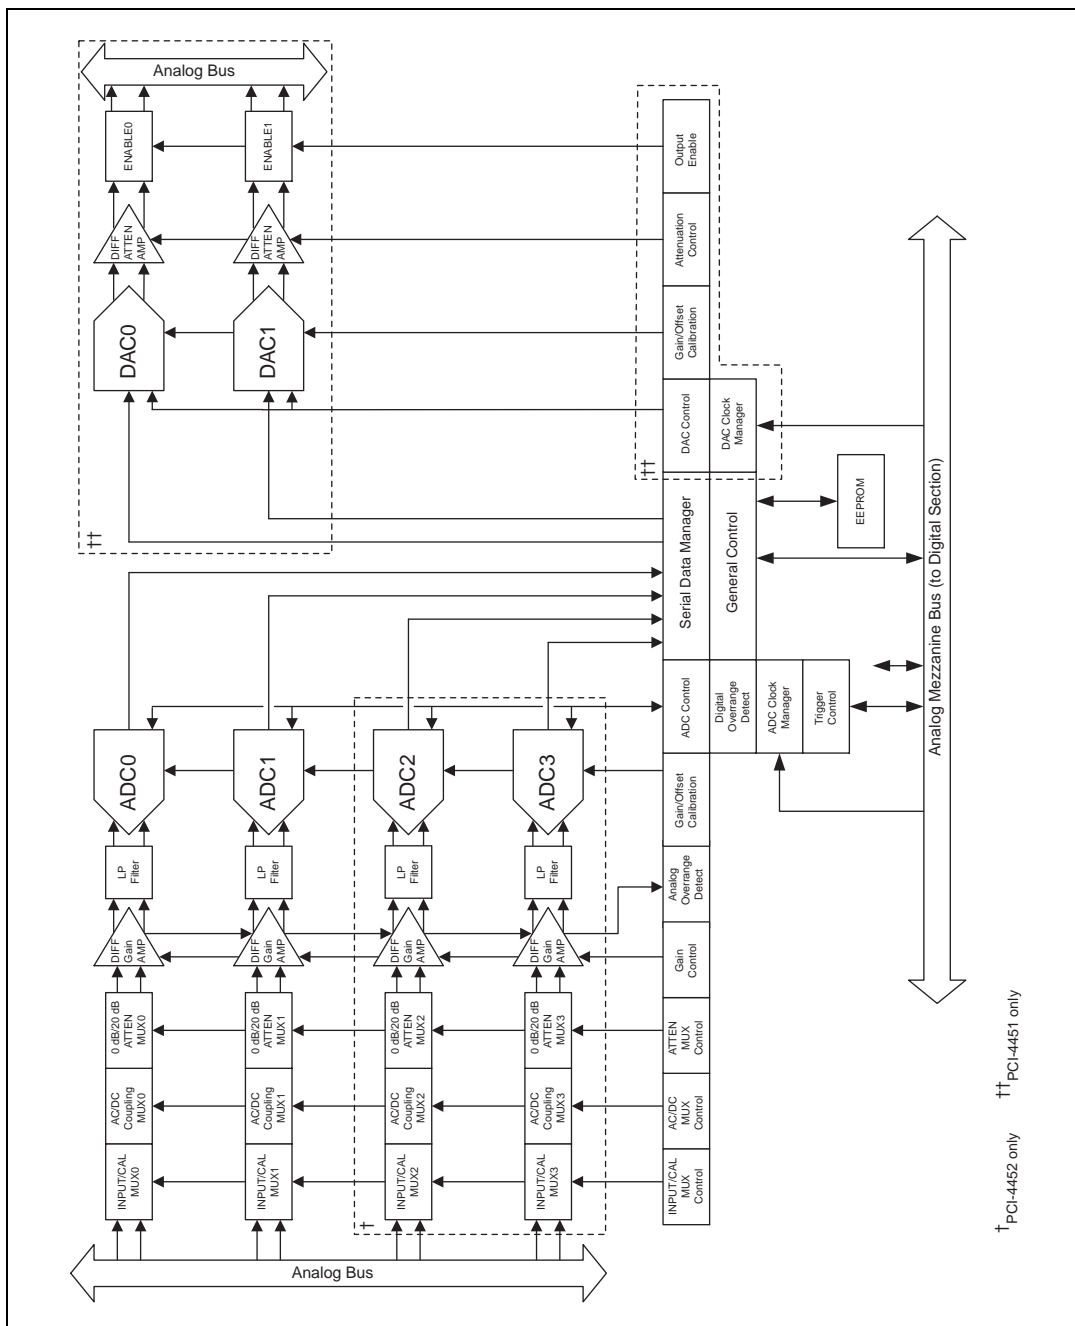 Analog Bus
ENABLE0
ENABLE1
DIFF
ATTEN
AMP
DIFF
ATTEN
AMP
DAC0
DAC1
††
Output
Enable
Attenuation
Control
Gain/Offset
Calibration
DAC Control
DAC Clock
Manager
††
Serial Data Manager
General Control
EEPROM
Analog Mezzanine Bus (to Digital Section)
ADC0
ADC1
ADC2
ADC3
ADC Control
Digital
Overrange
Detect
ADC Clock
Manager
Trigger
Control
Gain/Offset
Calibration
LP
Filter
LP
Filter
LP
Filter
LP
Filter
Analog
Overrange
Detect
DIFF
Gain
AMP
DIFF
Gain
AMP
DIFF
Gain
AMP
DIFF
Gain
AMP
Gain
Control
0 dB/20 dB
ATTEN
MUX0
0 dB/20 dB
ATTEN
MUX1
0 dB/20 dB
ATTEN
MUX2
0 dB/20 dB
ATTEN
MUX3
ATTEN
MUX
Control
AC/DC
Coupling
MUX0
AC/DC
Coupling
MUX1
AC/DC
Coupling
MUX2
AC/DC
Coupling
MUX3
AC/DC
MUX
Control
INPUT/CAL
MUX0
INPUT/CAL
MUX1
INPUT/CAL
MUX2
INPUT/CAL
MUX3
INPUT/CAL
MUX
Control
†
Analog Bus
†PCI-4452 only
††PCI-4451 only